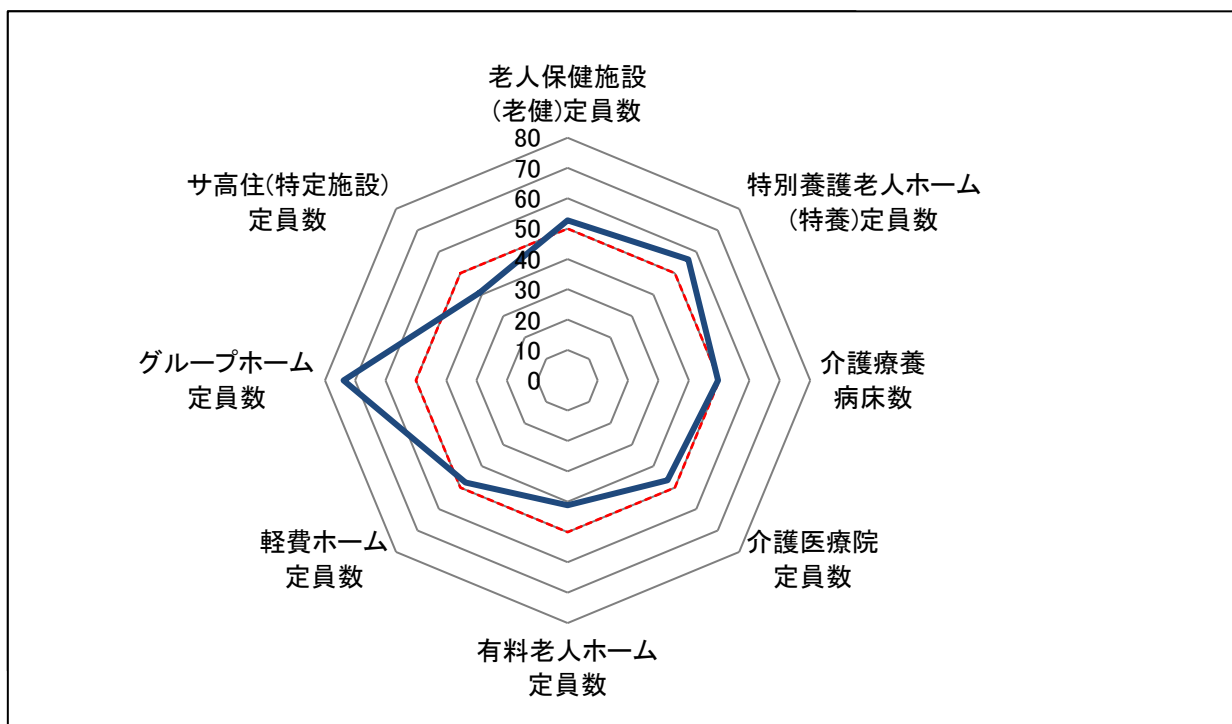 老人保健施設
(老健)定員数
特別養護老人ホーム
(特養)定員数
介護療養
病床数
介護医療院
定員数
有料老人ホーム
定員数
軽費ホーム
定員数
グループホーム
定員数
サ高住(特定施設)
定員数
80
70
60
50
40
30
20
10
0